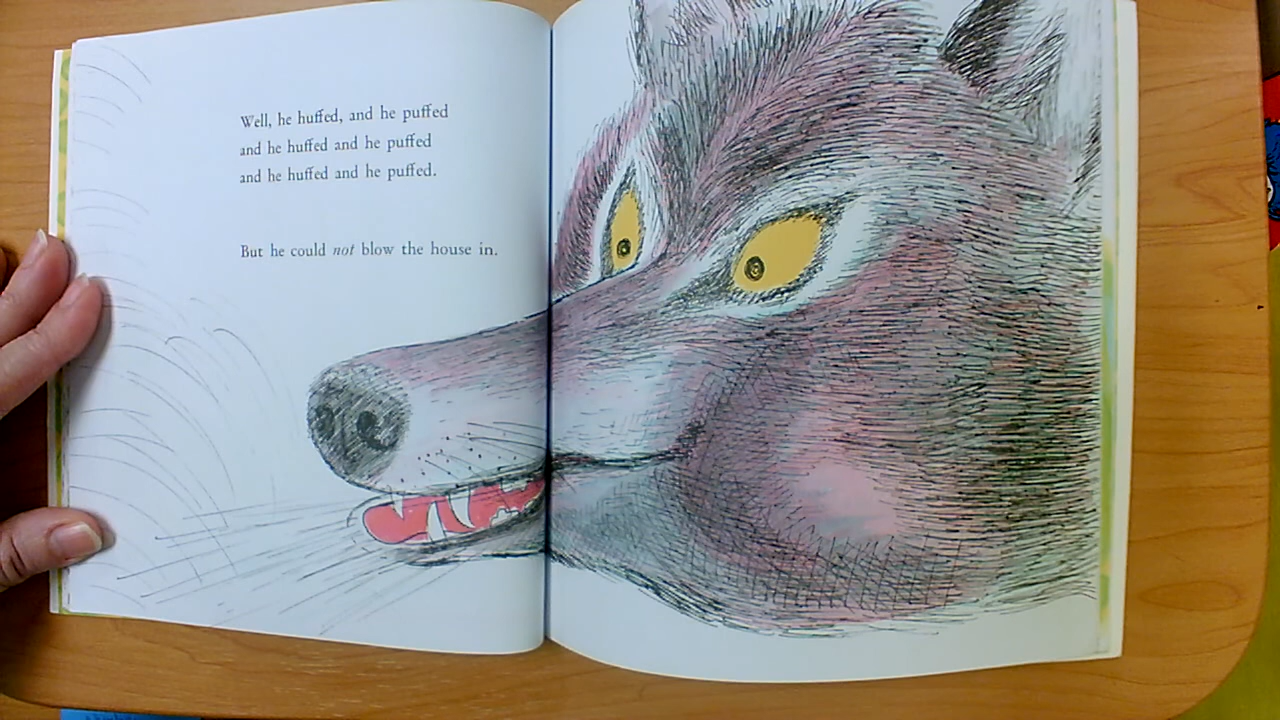 Well, he huffed, and he puffed
and he huffed and he puffed
and he huffed and he puffed.
But he could not blow the house in.